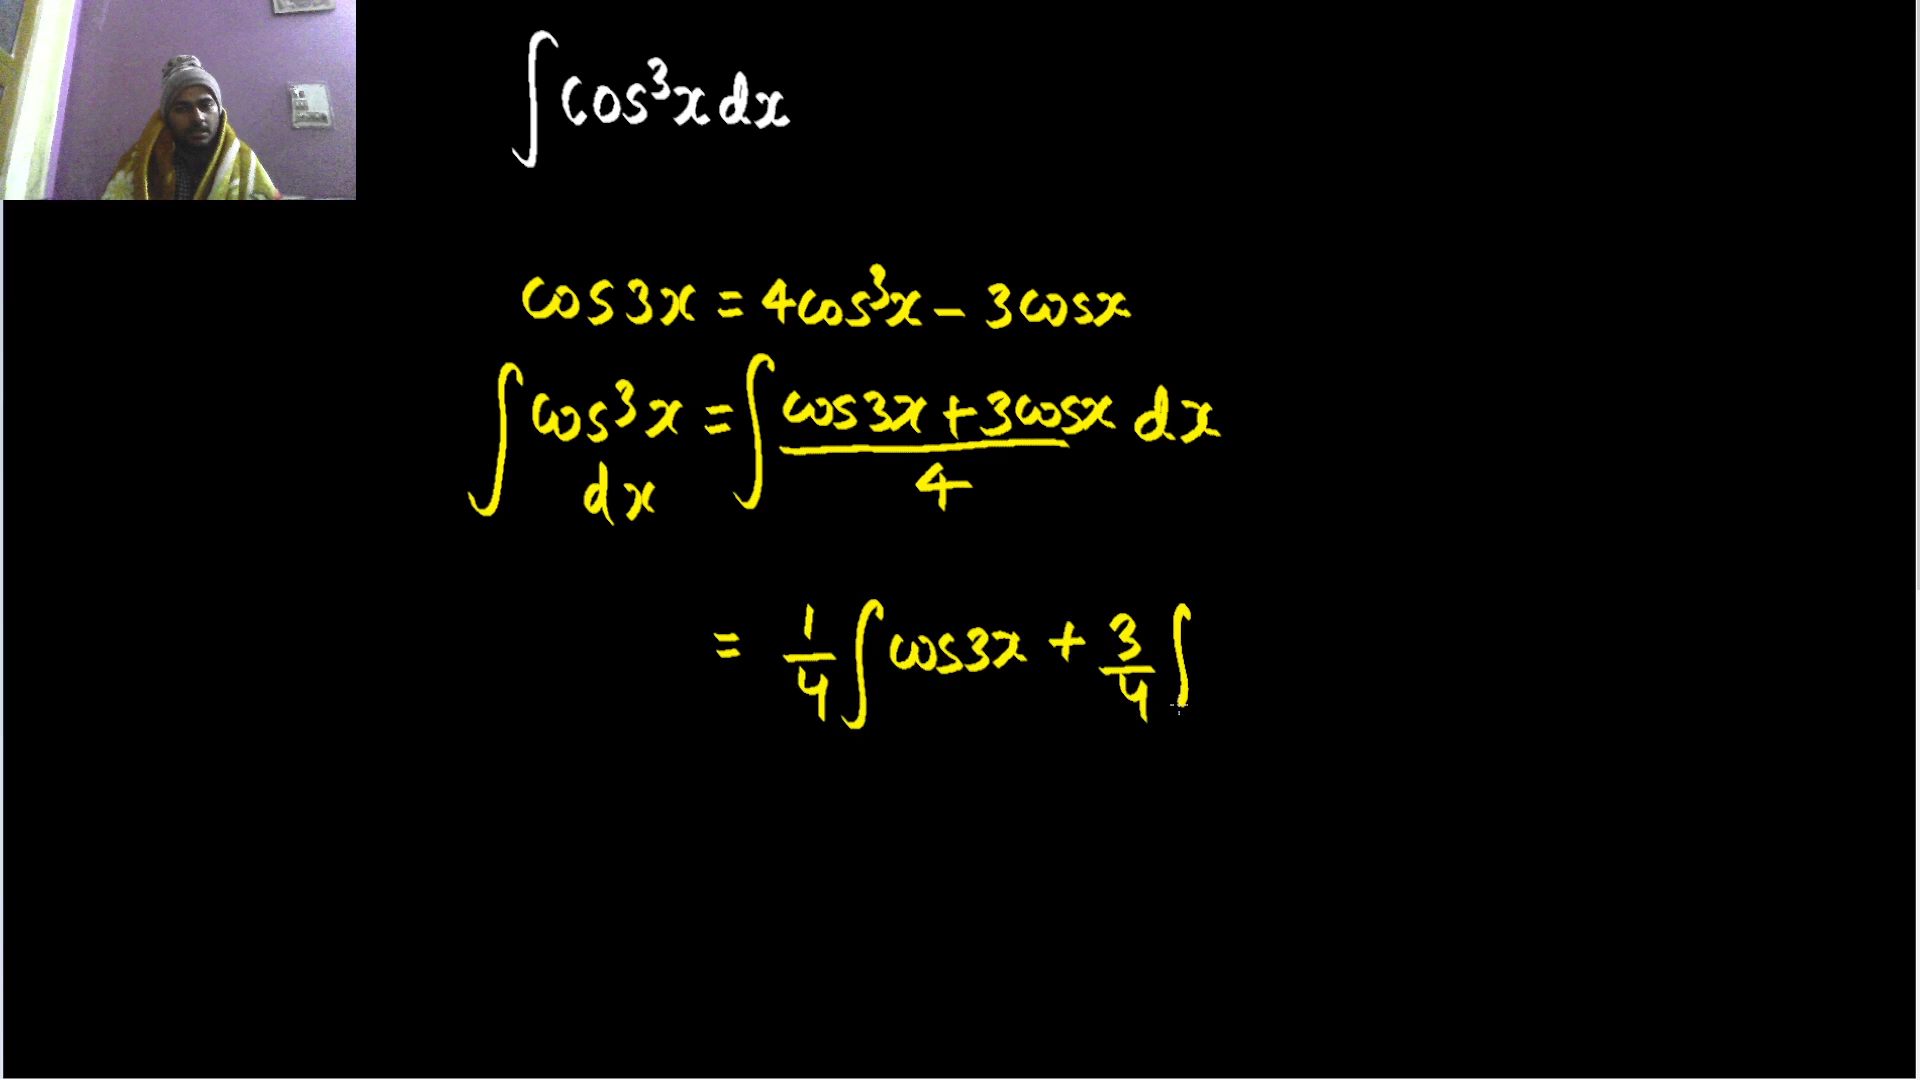 ∫cos³x dx
cos3x = 4cos³x - 3cosx
∫cos³x dx = ∫(cos3x + 3cosx)/4 dx
= 1/4 ∫cos3x + 3/4 ∫